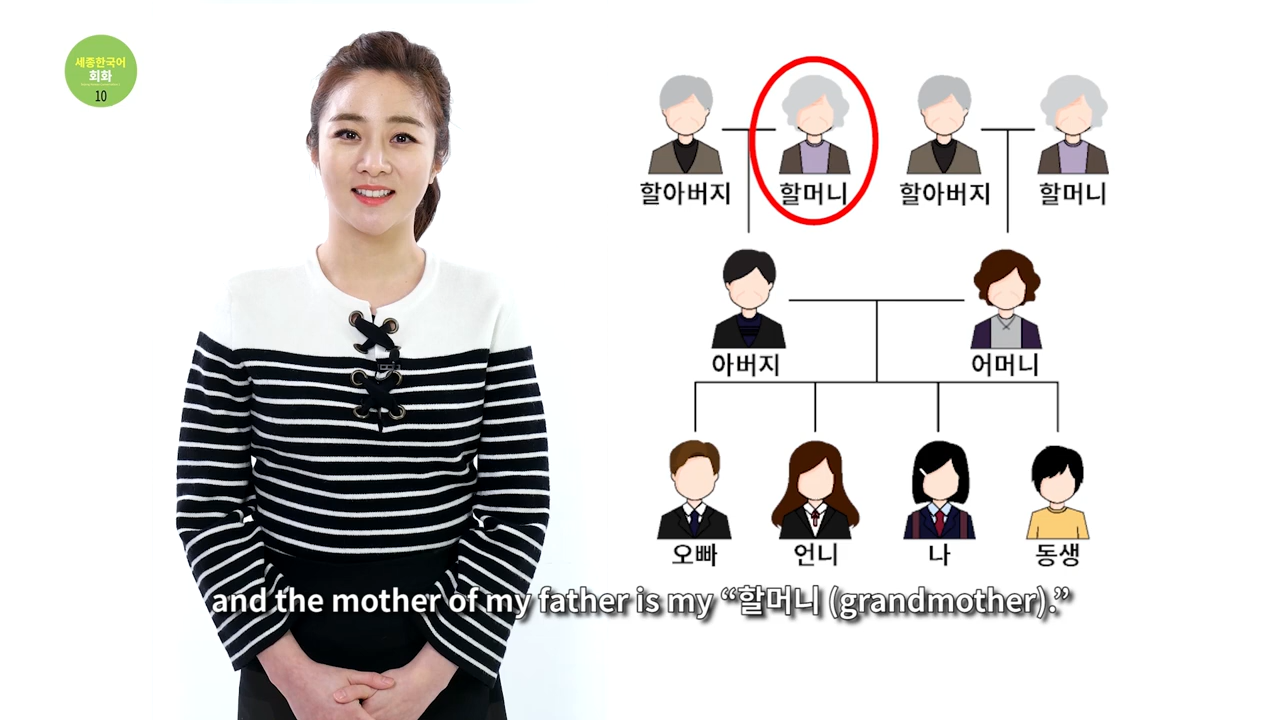 세종한국어
회화
10
할아버지 할머니 할아버지 할머니
아버지 어머니
오빠 언니 나 동생
and the mother of my father is my “할머니 (grandmother).”